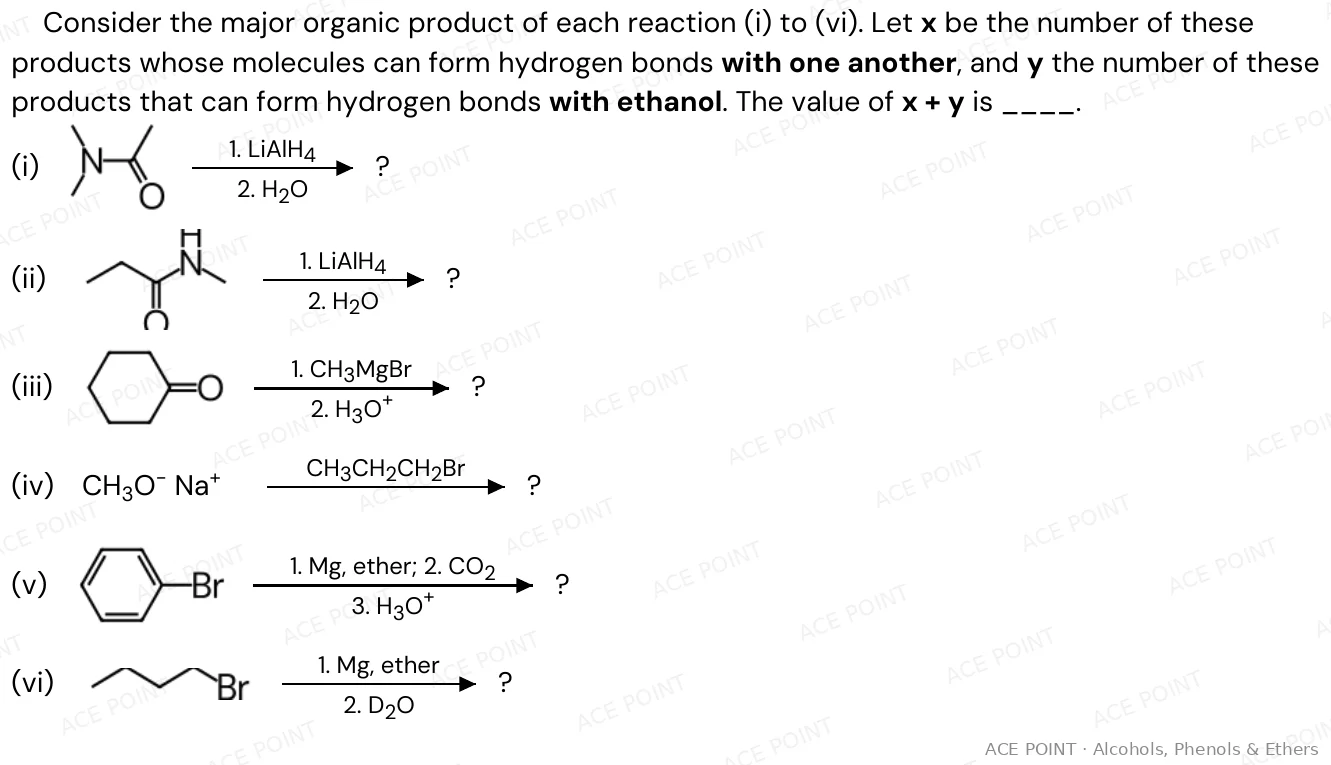 Consider the major organic product of each reaction (i) to (vi). Let x be the number of these
products whose molecules can form hydrogen bonds with one another, and y the number of these
products that can form hydrogen bonds with ethanol. The value of x + y is ____.
(i) N O 1. LiAlH4 2. H2O ?
(ii) H N O 1. LiAlH4 2. H2O ?
(iii) O 1. CH3MgBr 2. H3O+ ?
(iv) CH3O− Na+ CH3CH2CH2Br ?
(v) Br 1. Mg, ether; 2. CO2 3. H3O+ ?
(vi) Br 1. Mg, ether 2. D2O ?
ACE POINT · Alcohols, Phenols & Ethers
ACE POINT